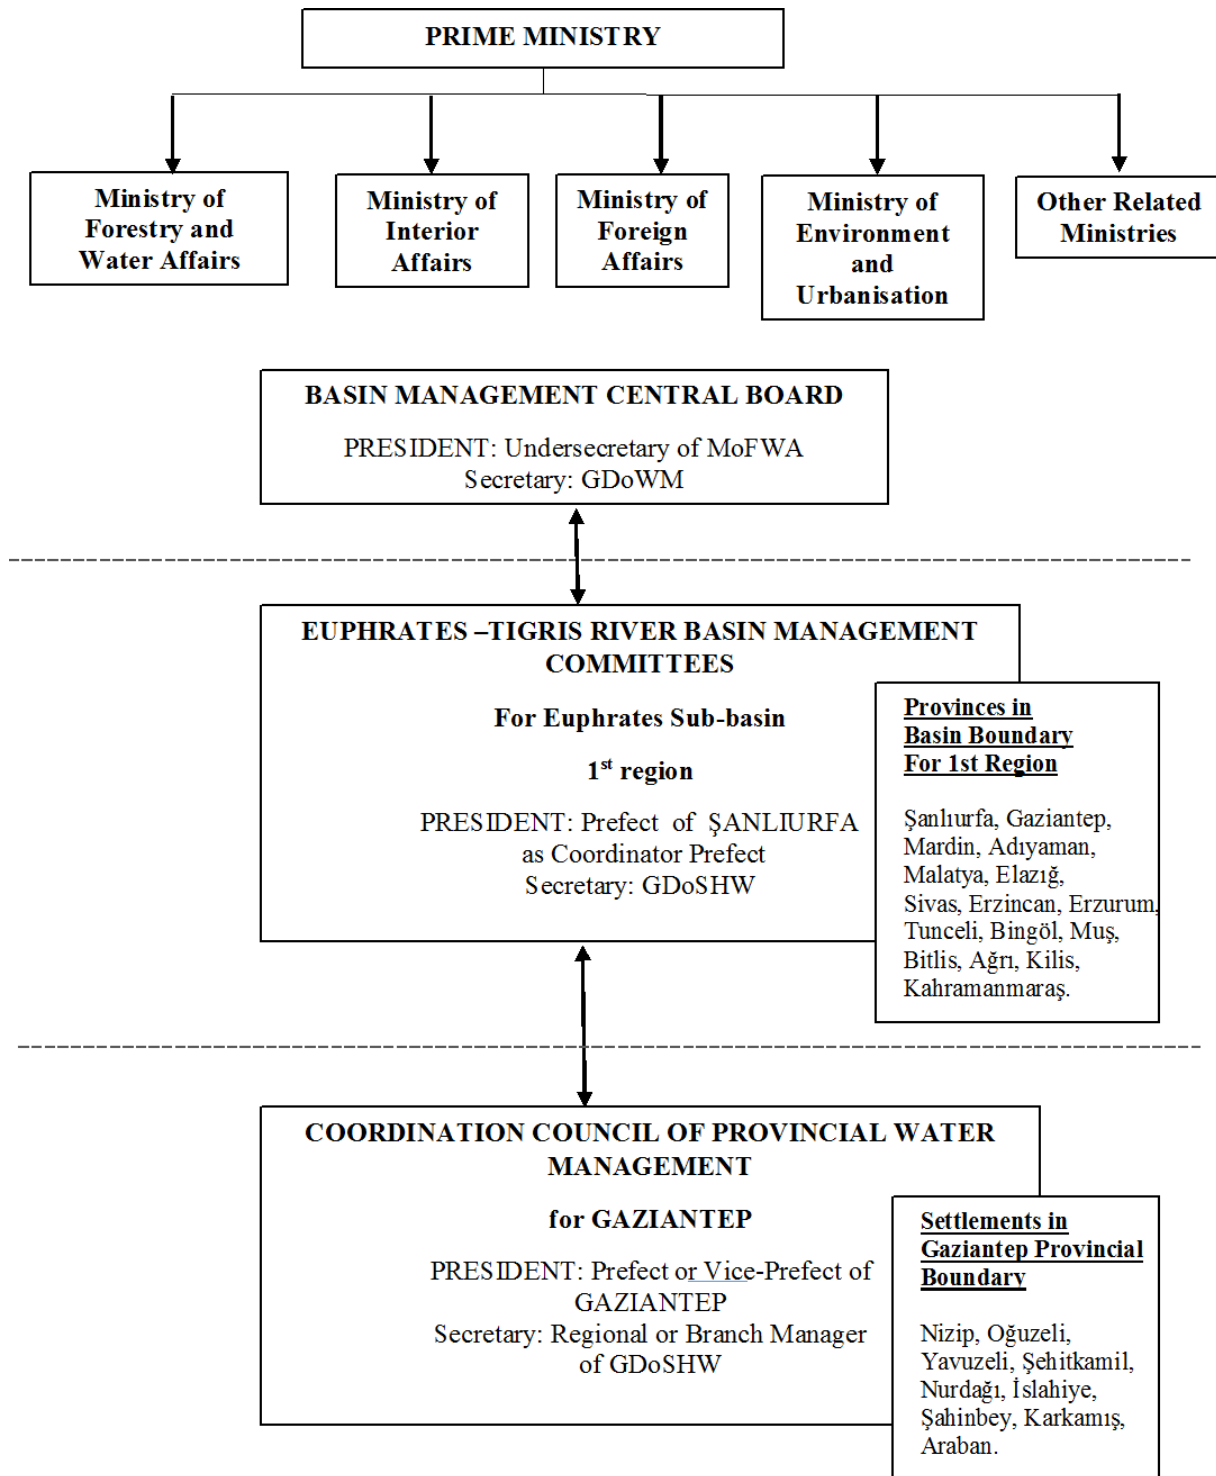 PRIME MINISTRY
Ministry of
Forestry and
Water Affairs
Ministry of
Interior
Affairs
Ministry of
Foreign
Affairs
Ministry of
Environment
and
Urbanisation
Other Related
Ministries
BASIN MANAGEMENT CENTRAL BOARD
PRESIDENT: Undersecretary of MoFWA
Secretary: GDoWM
EUPHRATES –TIGRIS RIVER BASIN MANAGEMENT
COMMITTEES
For Euphrates Sub-basin
1st region
PRESIDENT: Prefect of ŞANLIURFA
as Coordinator Prefect
Secretary: GDoSHW
Provinces in
Basin Boundary
For 1st Region
Şanlıurfa, Gaziantep,
Mardin, Adıyaman,
Malatya, Elazığ,
Sivas, Erzincan, Erzurum,
Tunceli, Bingöl, Muş,
Bitlis, Ağrı, Kilis,
Kahramanmaraş.
COORDINATION COUNCIL OF PROVINCIAL WATER
MANAGEMENT
for GAZIANTEP
PRESIDENT: Prefect or Vice-Prefect of
GAZIANTEP
Secretary: Regional or Branch Manager
of GDoSHW
Settlements in
Gaziantep Provincial
Boundary
Nizip, Oğuzeli,
Yavuzeli, Şehitkamil,
Nurdağı, İslahiye,
Şahinbey, Karkamış,
Araban.